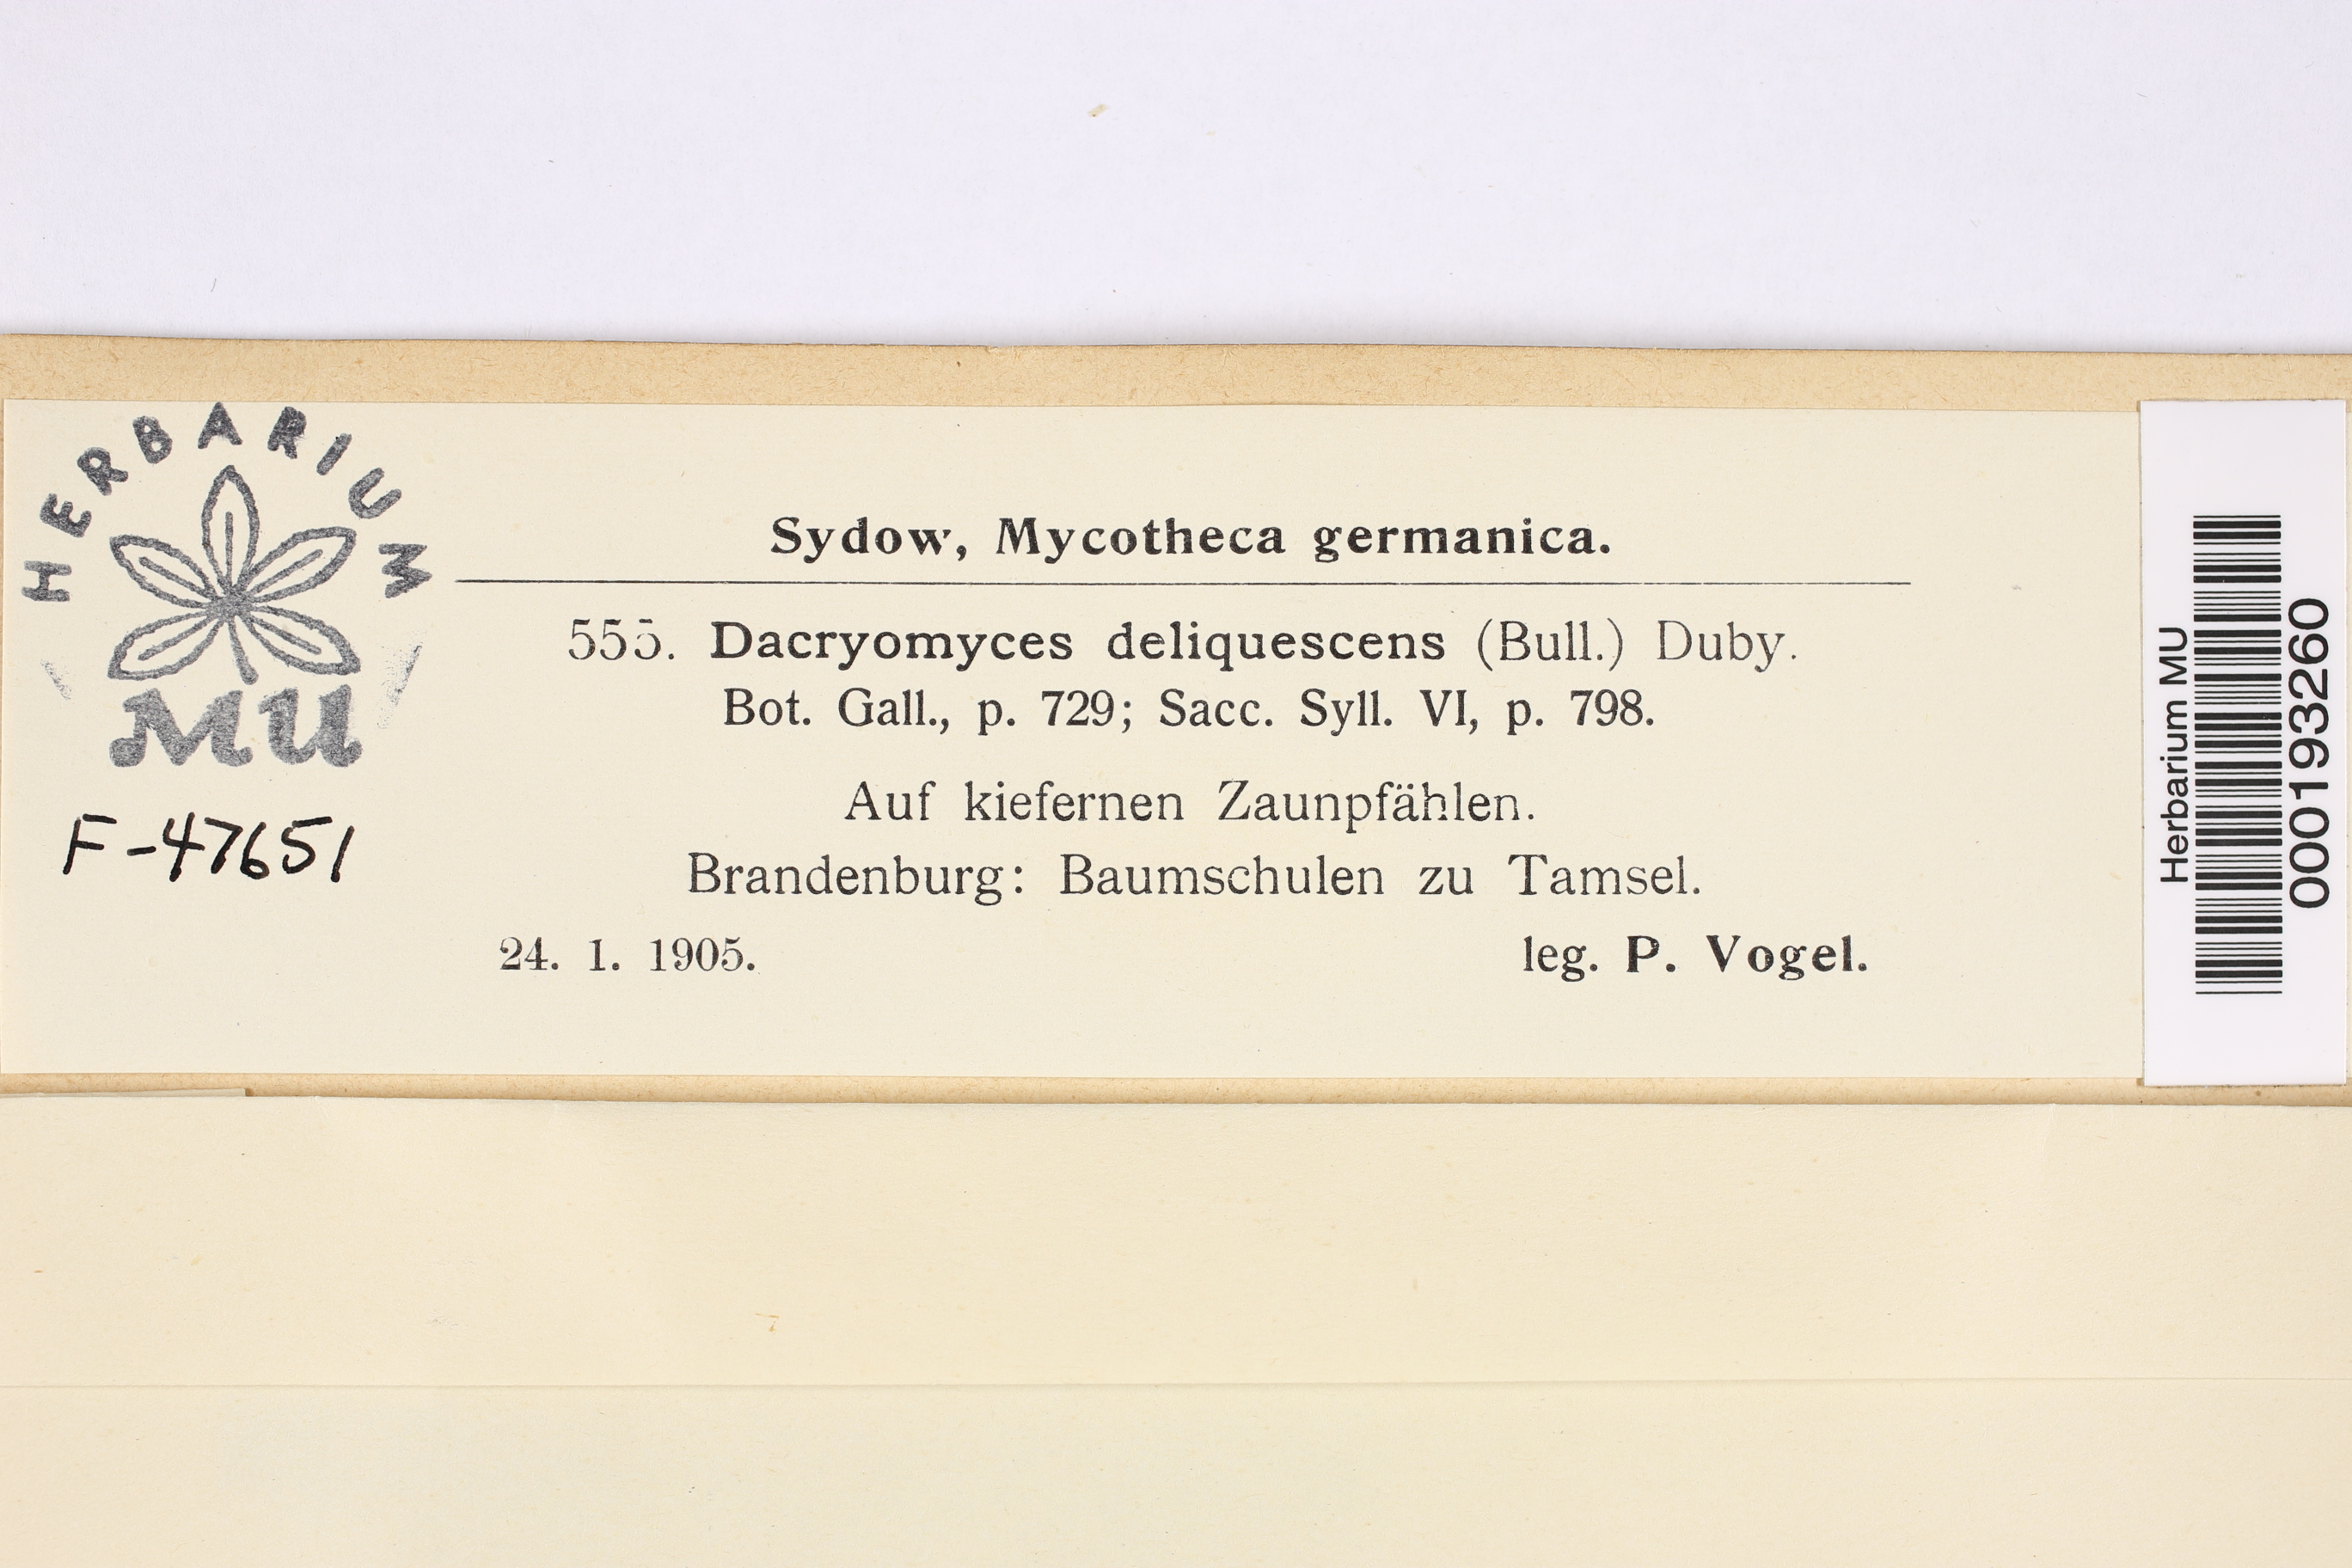 HERBARIUM
MU
F-47651
Sydow, Mycotheca germanica.
555. Dacryomyces deliquescens (Bull.) Duby.
Bot. Gall., p. 729; Sacc. Syll. VI, p. 798.
Auf kiefernen Zaunpfählen.
Brandenburg: Baumschulen zu Tamsel.
24. 1. 1905. leg. P. Vogel.
Herbarium MU
000193260